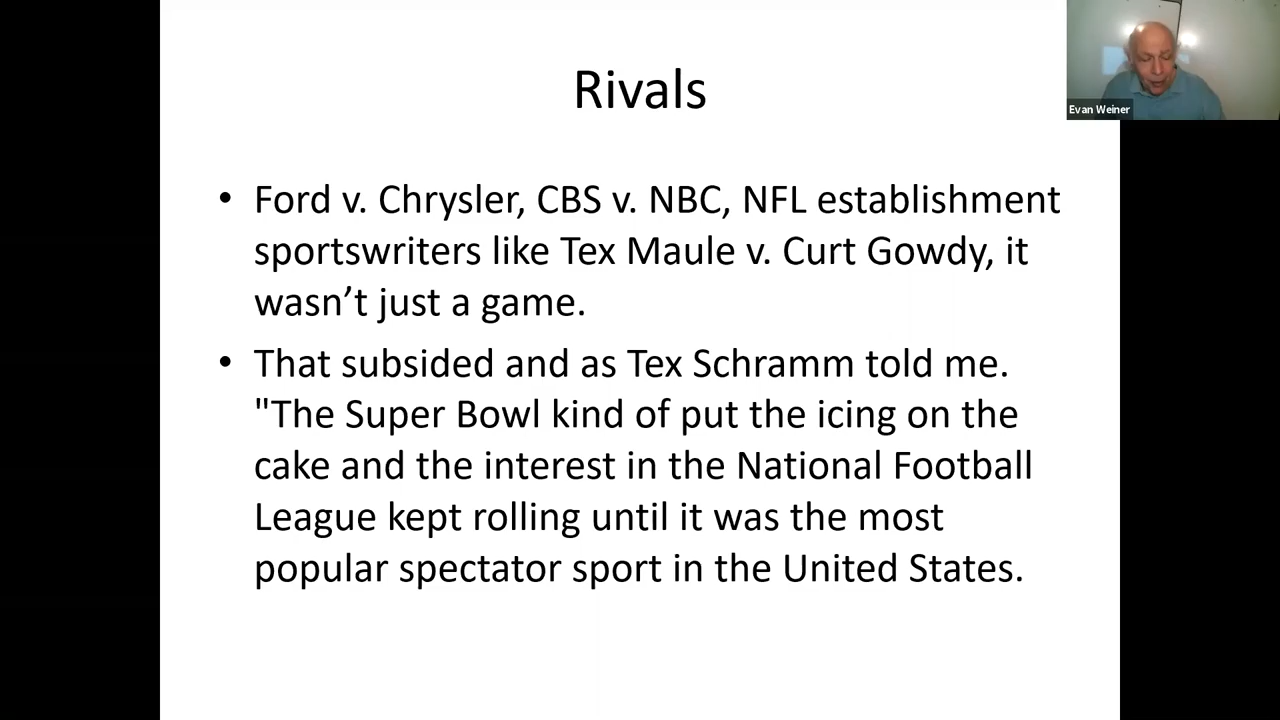 Rivals
• Ford v. Chrysler, CBS v. NBC, NFL establishment
sportswriters like Tex Maule v. Curt Gowdy, it
wasn’t just a game.
• That subsided and as Tex Schramm told me.
"The Super Bowl kind of put the icing on the
cake and the interest in the National Football
League kept rolling until it was the most
popular spectator sport in the United States.
Evan Weiner